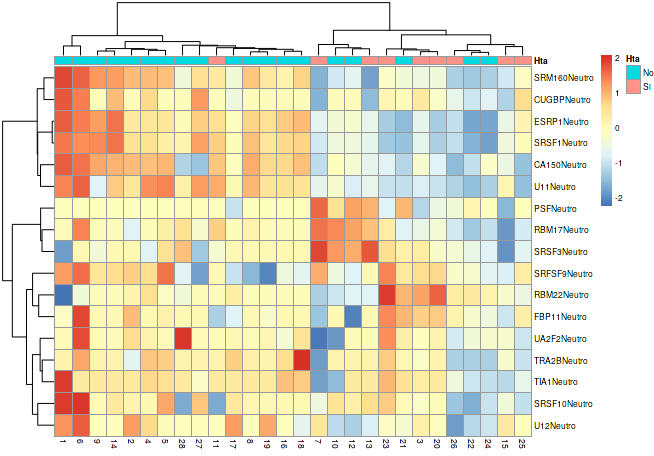 Hta
SRM160Neutro
CUGBPNeutro
ESRP1Neutro
SRSF1Neutro
CA150Neutro
U11Neutro
PSFNeutro
RBM17Neutro
SRSF3Neutro
SRFSF9Neutro
RBM22Neutro
FBP11Neutro
UA2F2Neutro
TRA2BNeutro
TIA1Neutro
SRSF10Neutro
U12Neutro
1 6 9 14 2 4 5 28 27 11 17 8 19 16 18 7 10 12 13 23 21 3 20 26 22 24 15 25
2
1
0
-1
-2
Hta
No
Si